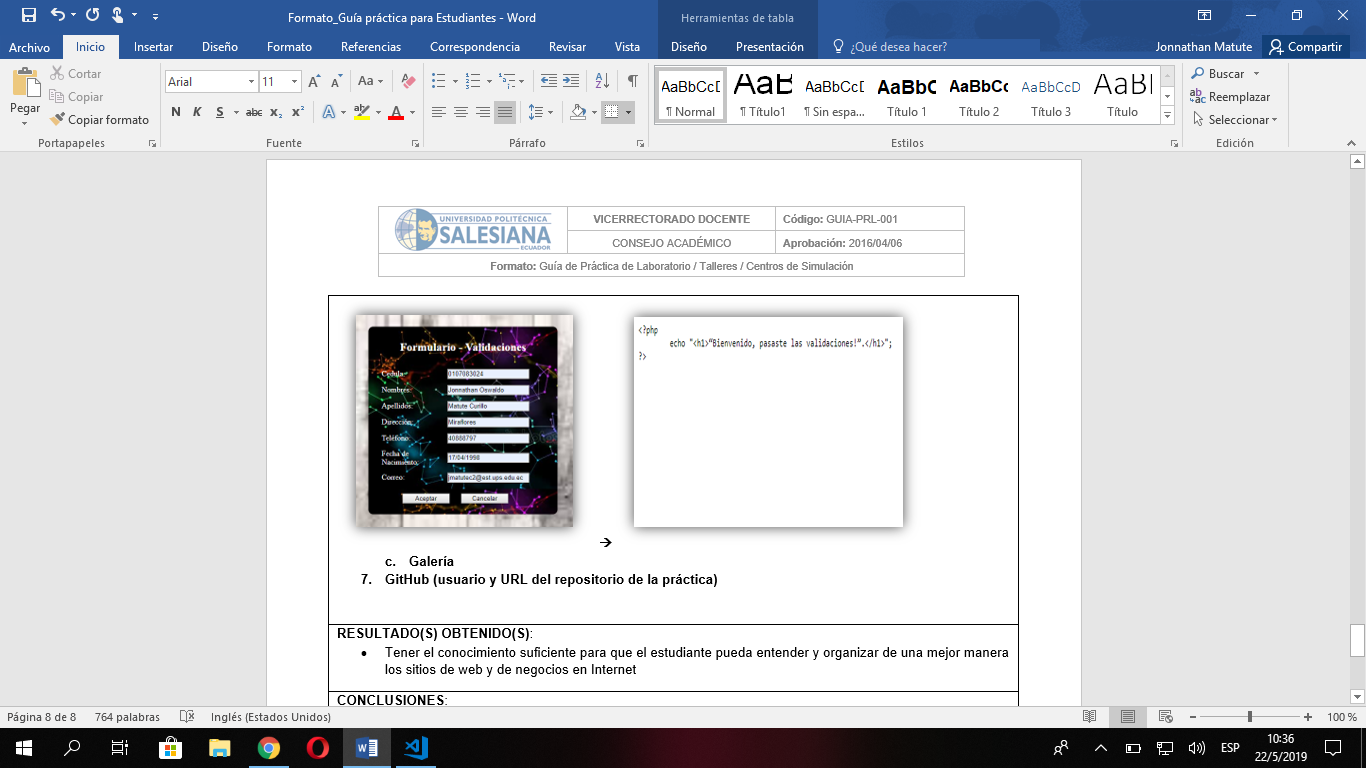 Formato_Guía práctica para Estudiantes - Word
Herramientas de tabla
Archivo Inicio Insertar Diseño Formato Referencias Correspondencia Revisar Vista Diseño Presentación ¿Qué desea hacer? Jonnathan Matute Compartir
Pegar
Cortar
Copiar
Copiar formato
Portapapeles
Arial 11
Aa
N K S abc x₂ x²
A A
Fuente
Párrafo
AaBbCcD AaB AaBbCcD AaBbC AaBbCc AaBbCcD AaBl
¶ Normal ¶ Título1 ¶ Sin espa... Título 1 Título 2 Título 3 Título
Estilos
Buscar
Reemplazar
Seleccionar
Edición
UNIVERSIDAD POLITÉCNICA
SALESIANA
ECUADOR
VICERRECTORADO DOCENTE
Código: GUIA-PRL-001
CONSEJO ACADÉMICO
Aprobación: 2016/04/06
Formato: Guía de Práctica de Laboratorio / Talleres / Centros de Simulación
Formulario - Validaciones
Cedula: 0107083024
Nombres: Jonnathan Oswaldo
Apellidos: Matute Curillo
Dirección: Miraflores
Teléfono: 40888797
Fecha de
Nacimiento: 17/04/1998
Correo: jmatutec2@est.ups.edu.ec
Aceptar Cancelar
<?php
echo "<h1>“Bienvenido, pasaste las validaciones!”.</h1>";
?>
→
c. Galería
7. GitHub (usuario y URL del repositorio de la práctica)
RESULTADO(S) OBTENIDO(S):
• Tener el conocimiento suficiente para que el estudiante pueda entender y organizar de una mejor manera
los sitios de web y de negocios en Internet
CONCLUSIONES:
Página 8 de 8 764 palabras Inglés (Estados Unidos) 100 %
ESP
10:36
22/5/2019